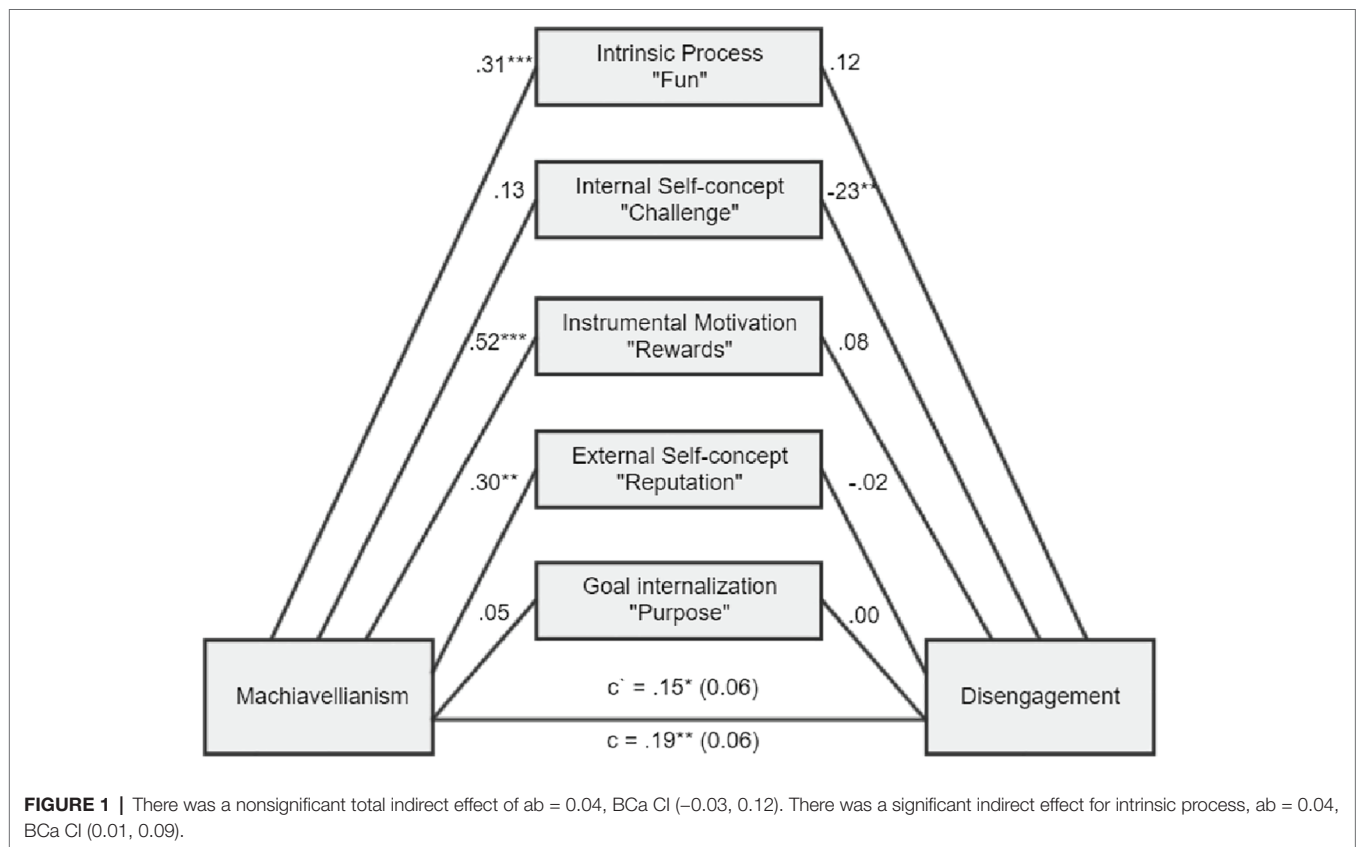 .31***
Intrinsic Process
"Fun"
.12
.13
Internal Self-concept
"Challenge"
-23**
.52***
Instrumental Motivation
"Rewards"
.08
.30**
External Self-concept
"Reputation"
-.02
.05
Goal internalization
"Purpose"
.00
Machiavellianism
c` = .15* (0.06)
c = .19** (0.06)
Disengagement
FIGURE 1 | There was a nonsignificant total indirect effect of ab = 0.04, BCa CI (−0.03, 0.12). There was a significant indirect effect for intrinsic process, ab = 0.04,
BCa CI (0.01, 0.09).